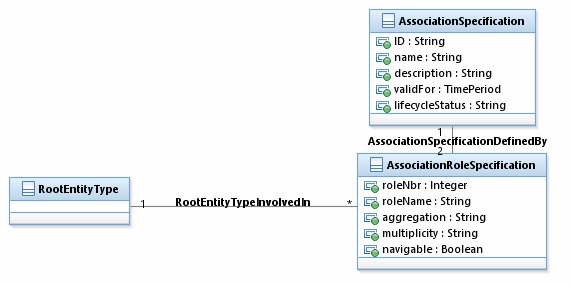 AssociationSpecification
ID : String
name : String
description : String
validFor : TimePeriod
lifecycleStatus : String
1
AssociationSpecificationDefinedBy
2
AssociationRoleSpecification
roleNbr : Integer
roleName : String
aggregation : String
multiplicity : String
navigable : Boolean
RootEntityType
1
RootEntityTypeInvolvedIn
*